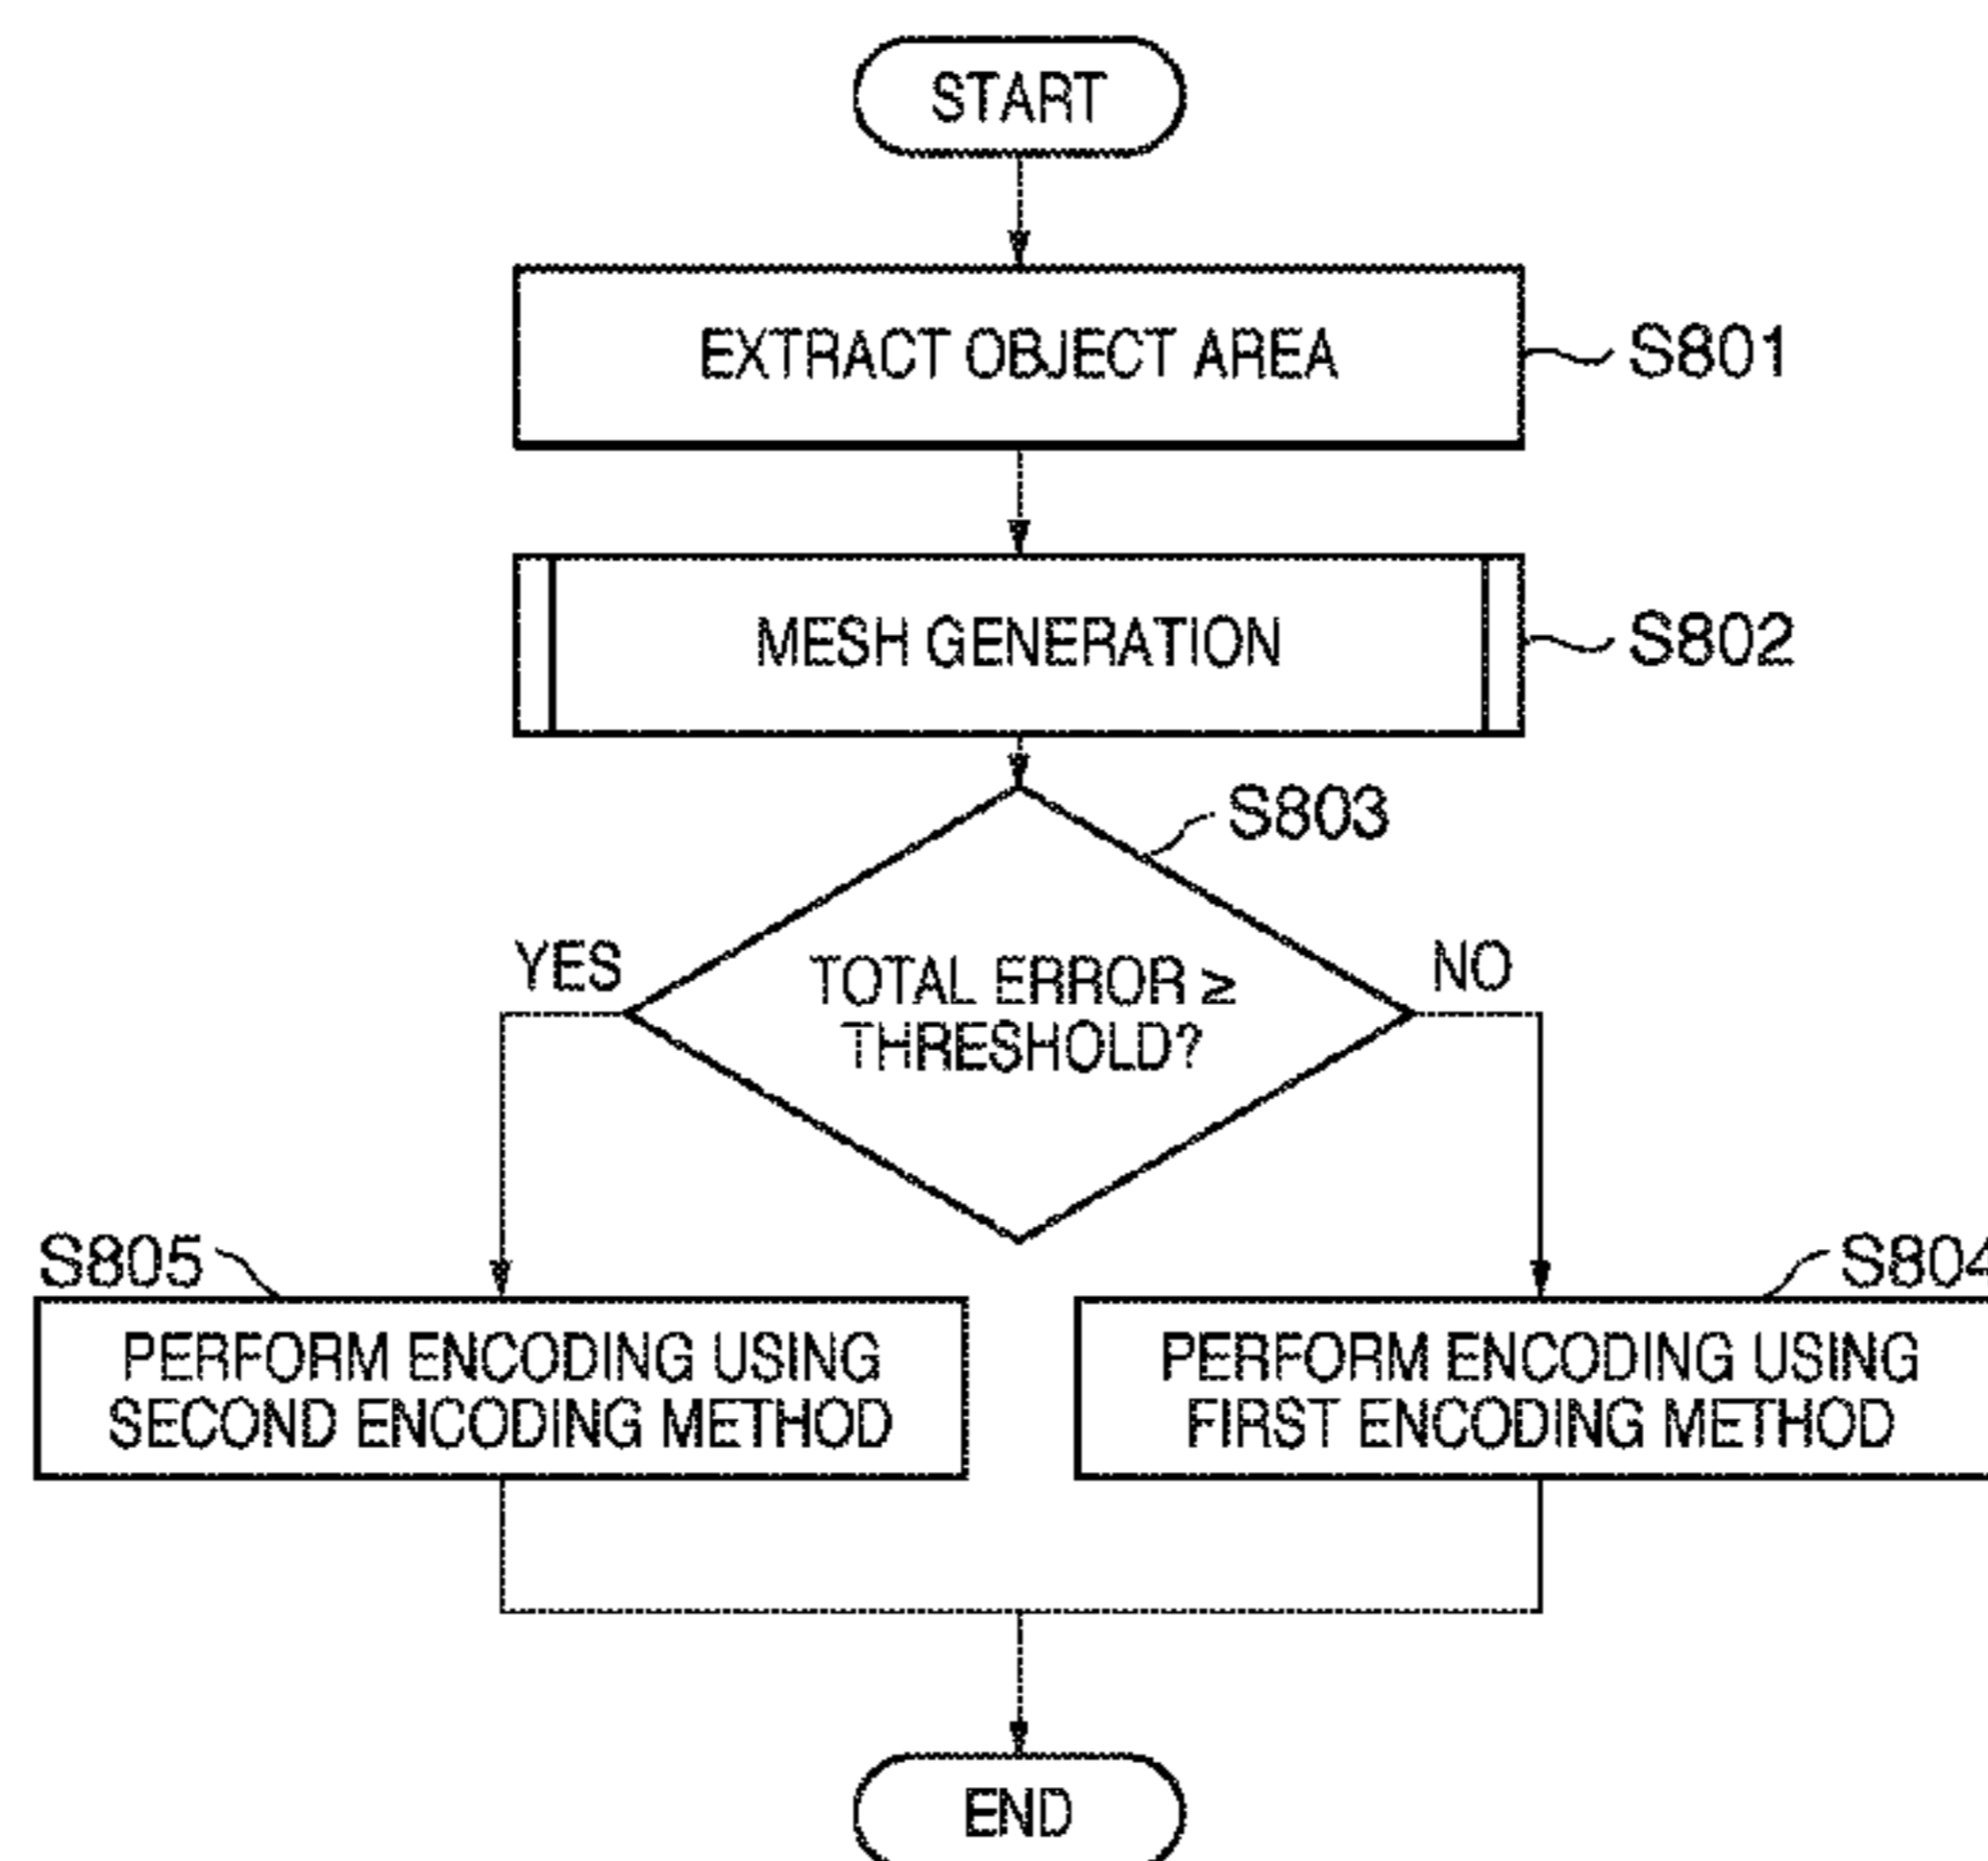 START
EXTRACT OBJECT AREA
S801
MESH GENERATION
S802
S803
YES
TOTAL ERROR ≥
THRESHOLD?
NO
S805
S804
PERFORM ENCODING USING
SECOND ENCODING METHOD
PERFORM ENCODING USING
FIRST ENCODING METHOD
END